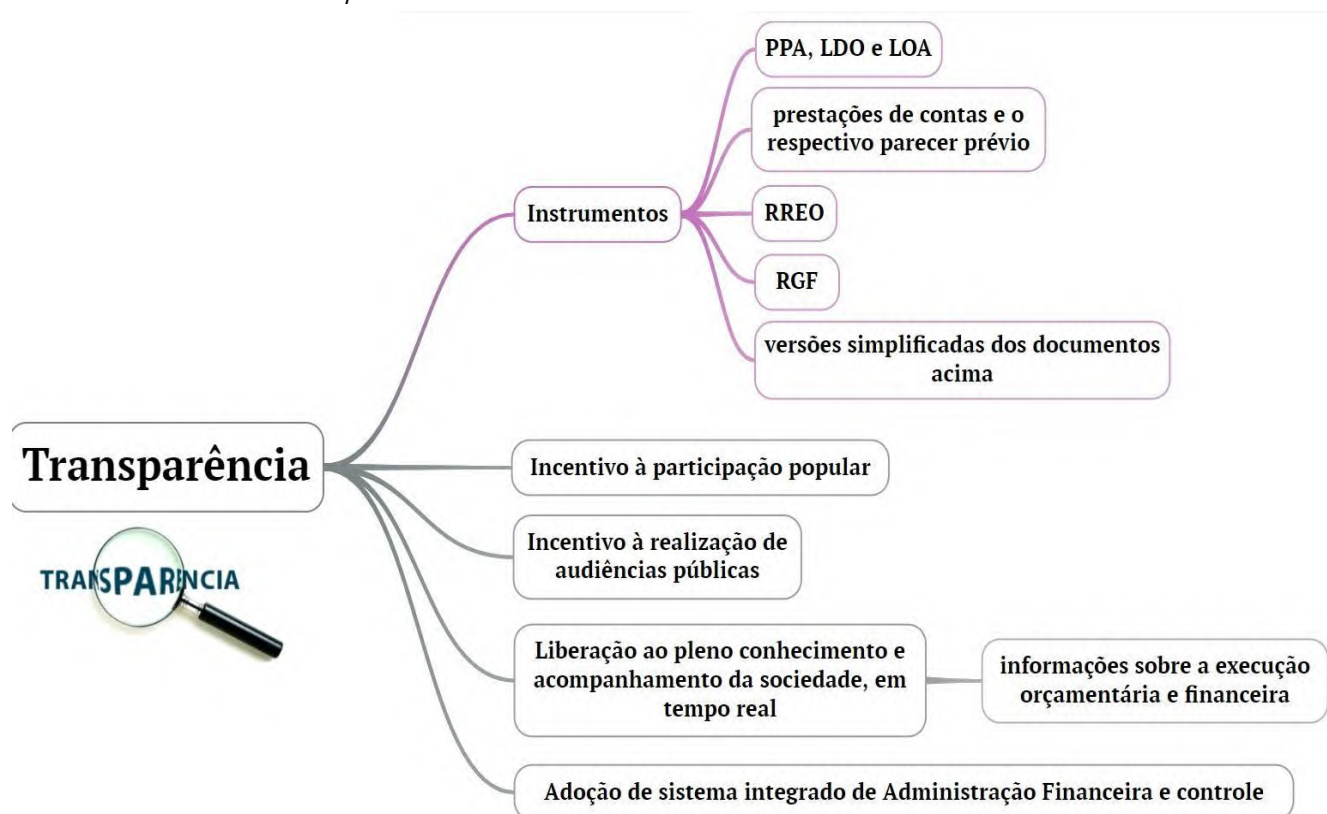 PPA, LDO e LOA
prestações de contas e o
respectivo parecer prévio
Instrumentos
RREO
RGF
versões simplificadas dos documentos
acima
Transparência
Incentivo à participação popular
Incentivo à realização de
audiências públicas
TRANSPARENCIA
Liberação ao pleno conhecimento e
acompanhamento da sociedade, em
tempo real
informações sobre a execução
orçamentária e financeira
Adoção de sistema integrado de Administração Financeira e controle